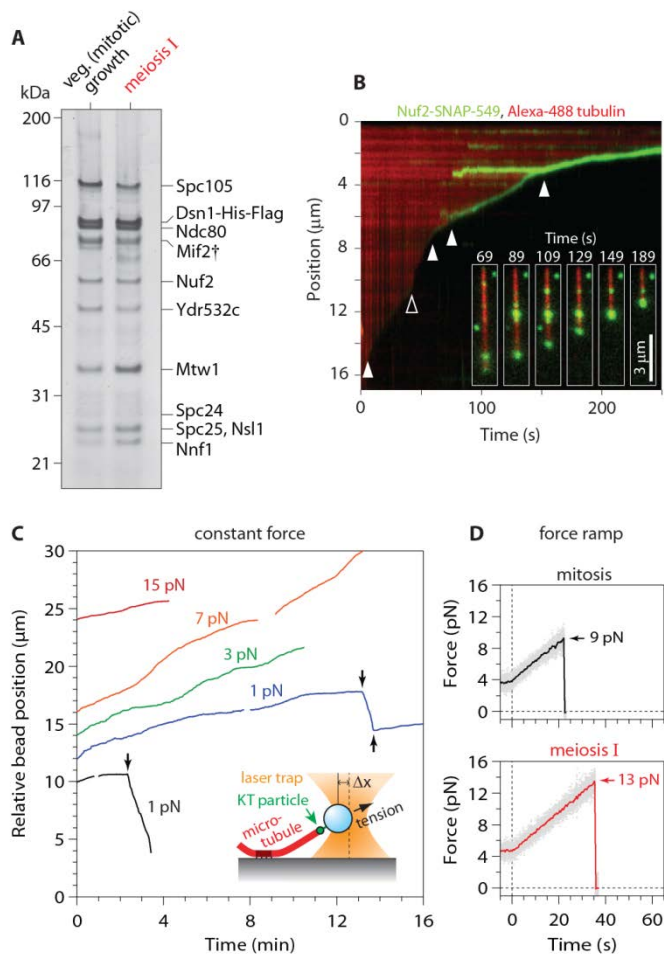 A
veg. (mitotic)
growth
meiosis I
kDa
200
116
97
66
45
31
21
Spc105
Dsn1-His-Flag
Ndc80
Mif2†
Nuf2
Ydr532c
Mtw1
Spc24
Spc25, Nsl1
Nnf1
B
Nuf2-SNAP-549, Alexa-488 tubulin
0
4
8
12
16
Position (μm)
Time (s)
69 89 109 129 149 189
3 μm
0 100 200
Time (s)
C constant force
30
25
20
15
10
5
0
Relative bead position (μm)
15 pN
7 pN
3 pN
1 pN
1 pN
laser trap
KT particle
micro-
tubule
Δx
tension
0 4 8 12 16
Time (min)
D force ramp
mitosis
16
12
8
4
0
Force (pN)
9 pN
meiosis I
16
12
8
4
0
Force (pN)
13 pN
0 20 40 60
Time (s)